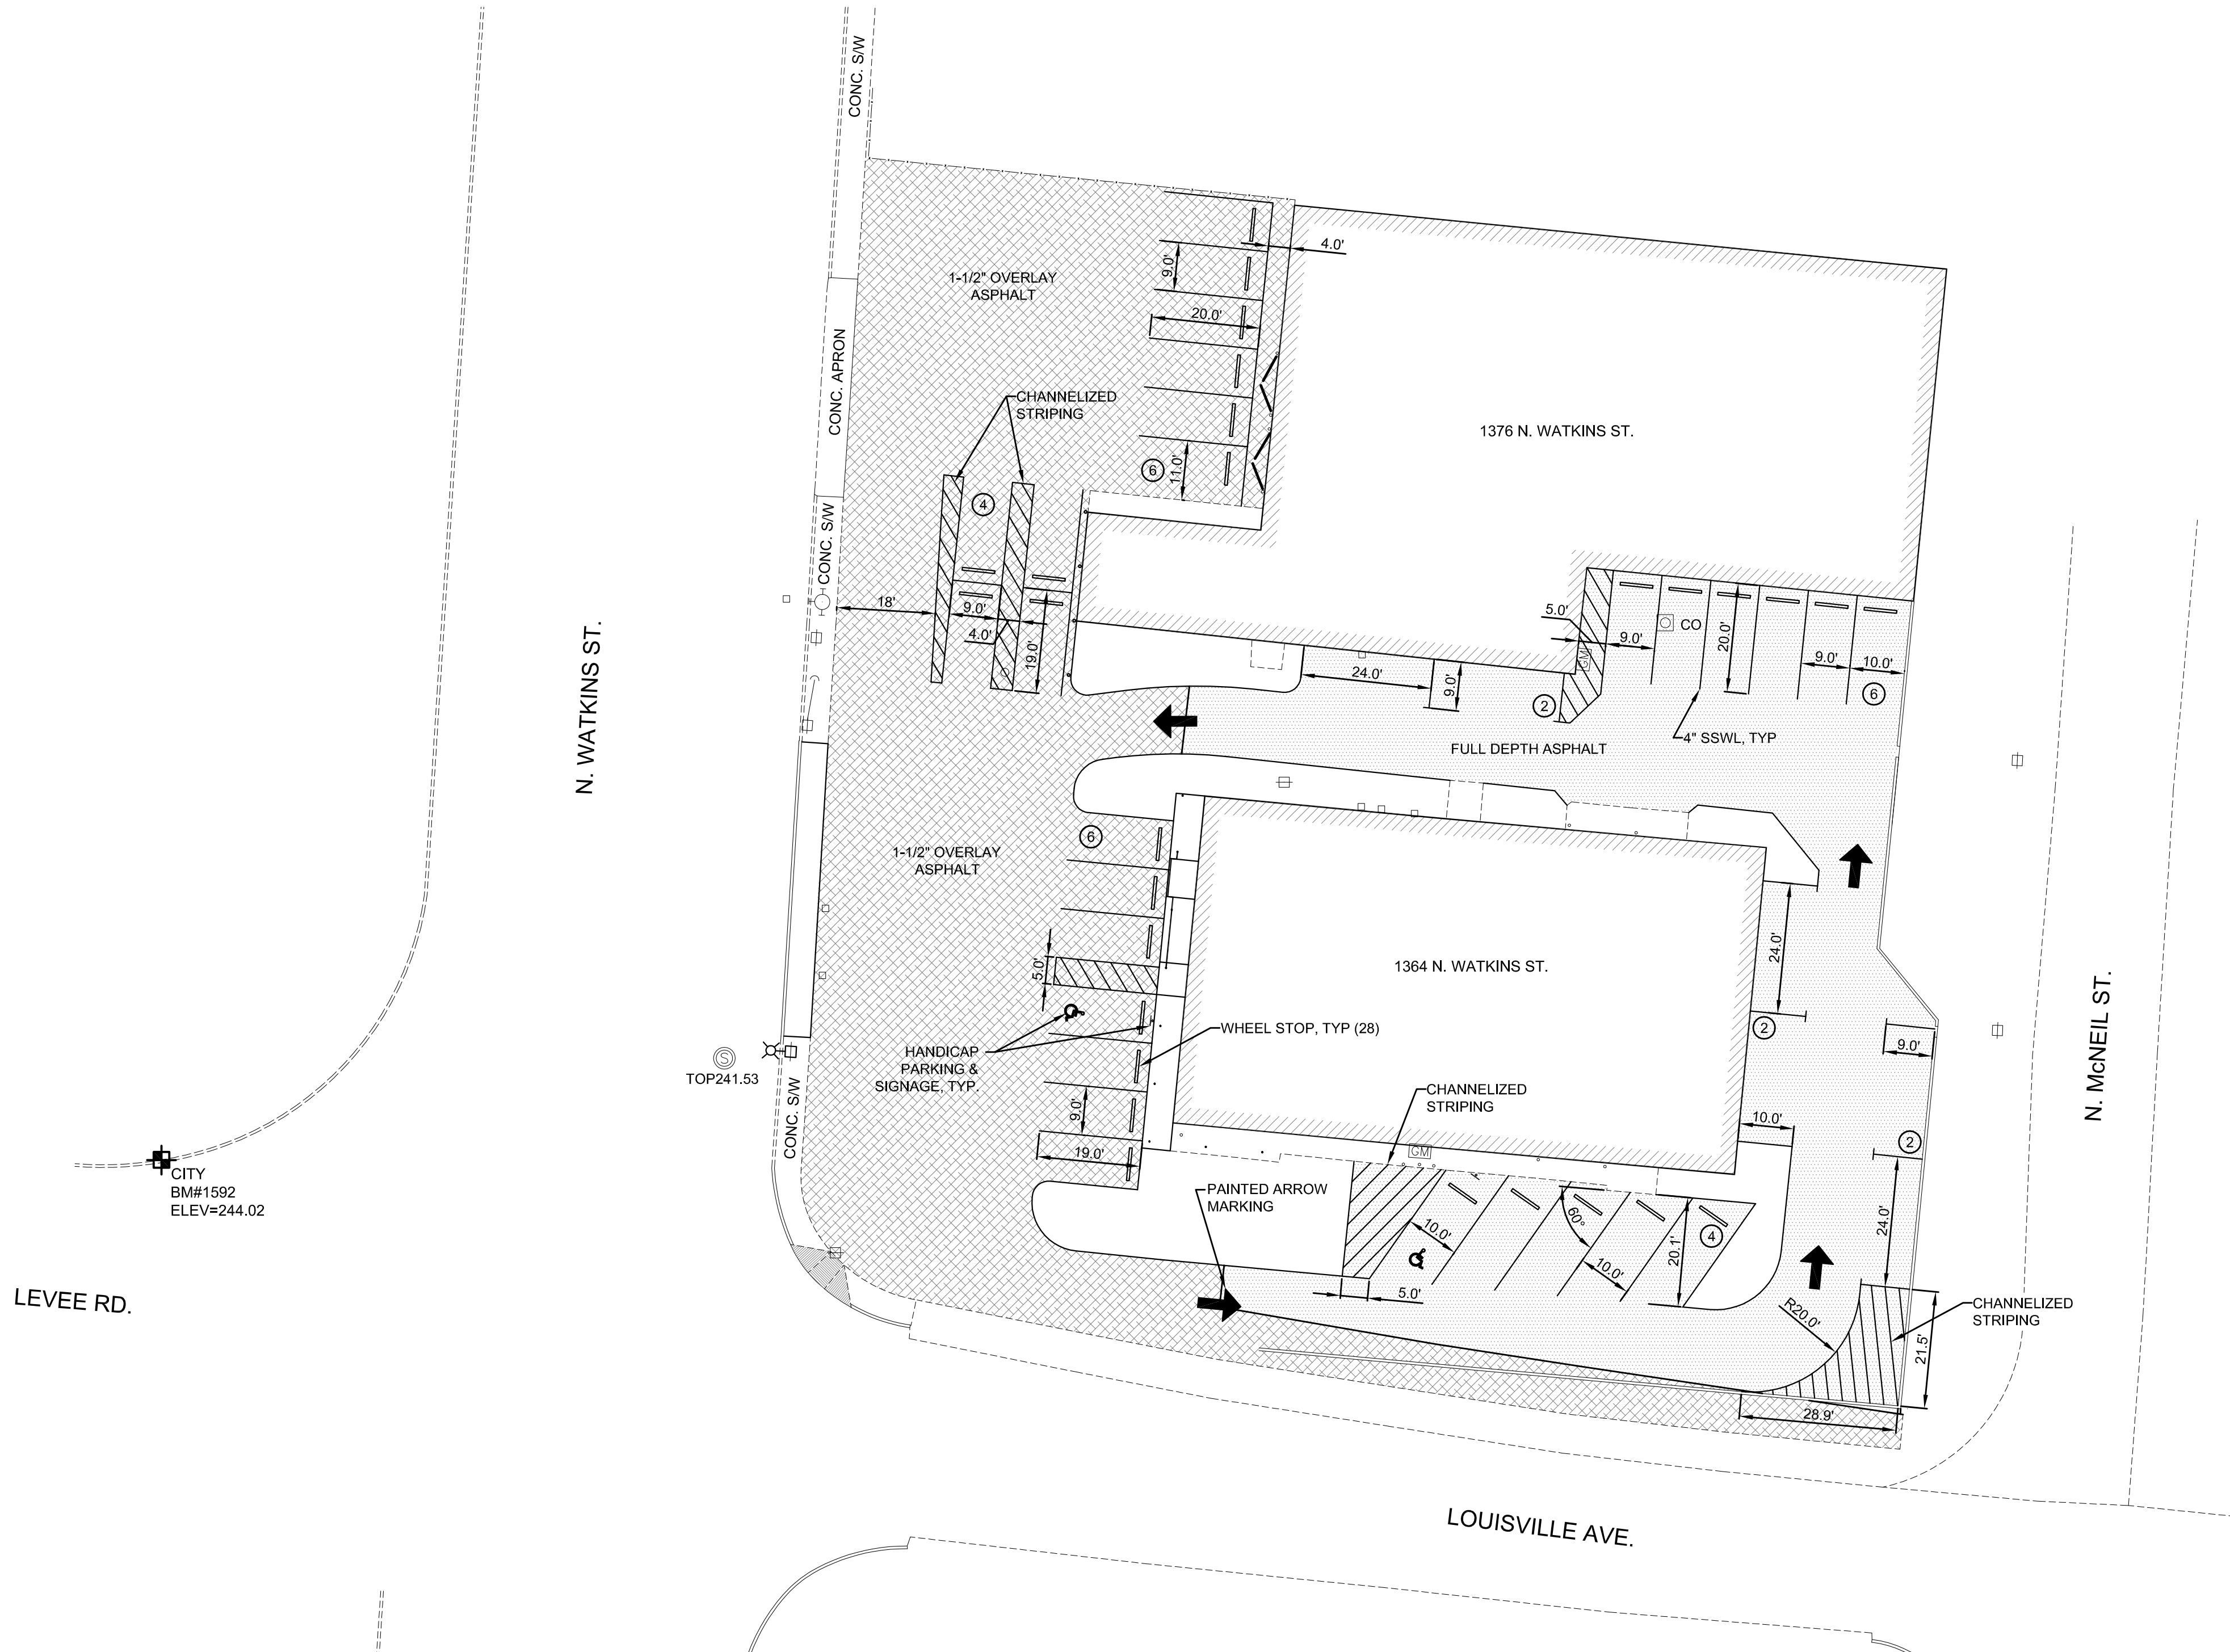 CONC. S/W
4.0'
9.0'
1-1/2" OVERLAY
ASPHALT
20.0'
CONC. APRON
CHANNELIZED
STRIPING
1376 N. WATKINS ST.
6
11.0'
4
CONC. S/W
18'
9.0'
4.0'
19.0'
5.0'
9.0'
CO
20.0'
GM
9.0'
10.0'
6
24.0'
9.0'
2
4" SSWL, TYP
FULL DEPTH ASPHALT
N. WATKINS ST.
6
1-1/2" OVERLAY
ASPHALT
1364 N. WATKINS ST.
24.0'
5.0'
2
WHEEL STOP, TYP (28)
HANDICAP
PARKING &
SIGNAGE, TYP.
9.0'
N. McNEIL ST.
S
TOP241.53
CONC. S/W
CHANNELIZED
STRIPING
9.0'
10.0'
2
19.0'
GM
CITY
BM#1592
ELEV=244.02
PAINTED ARROW
MARKING
10.0'
60°
10.0'
20.1'
4
24.0'
5.0'
R20.0'
CHANNELIZED
STRIPING
21.5'
28.9'
LEVEE RD.
LOUISVILLE AVE.